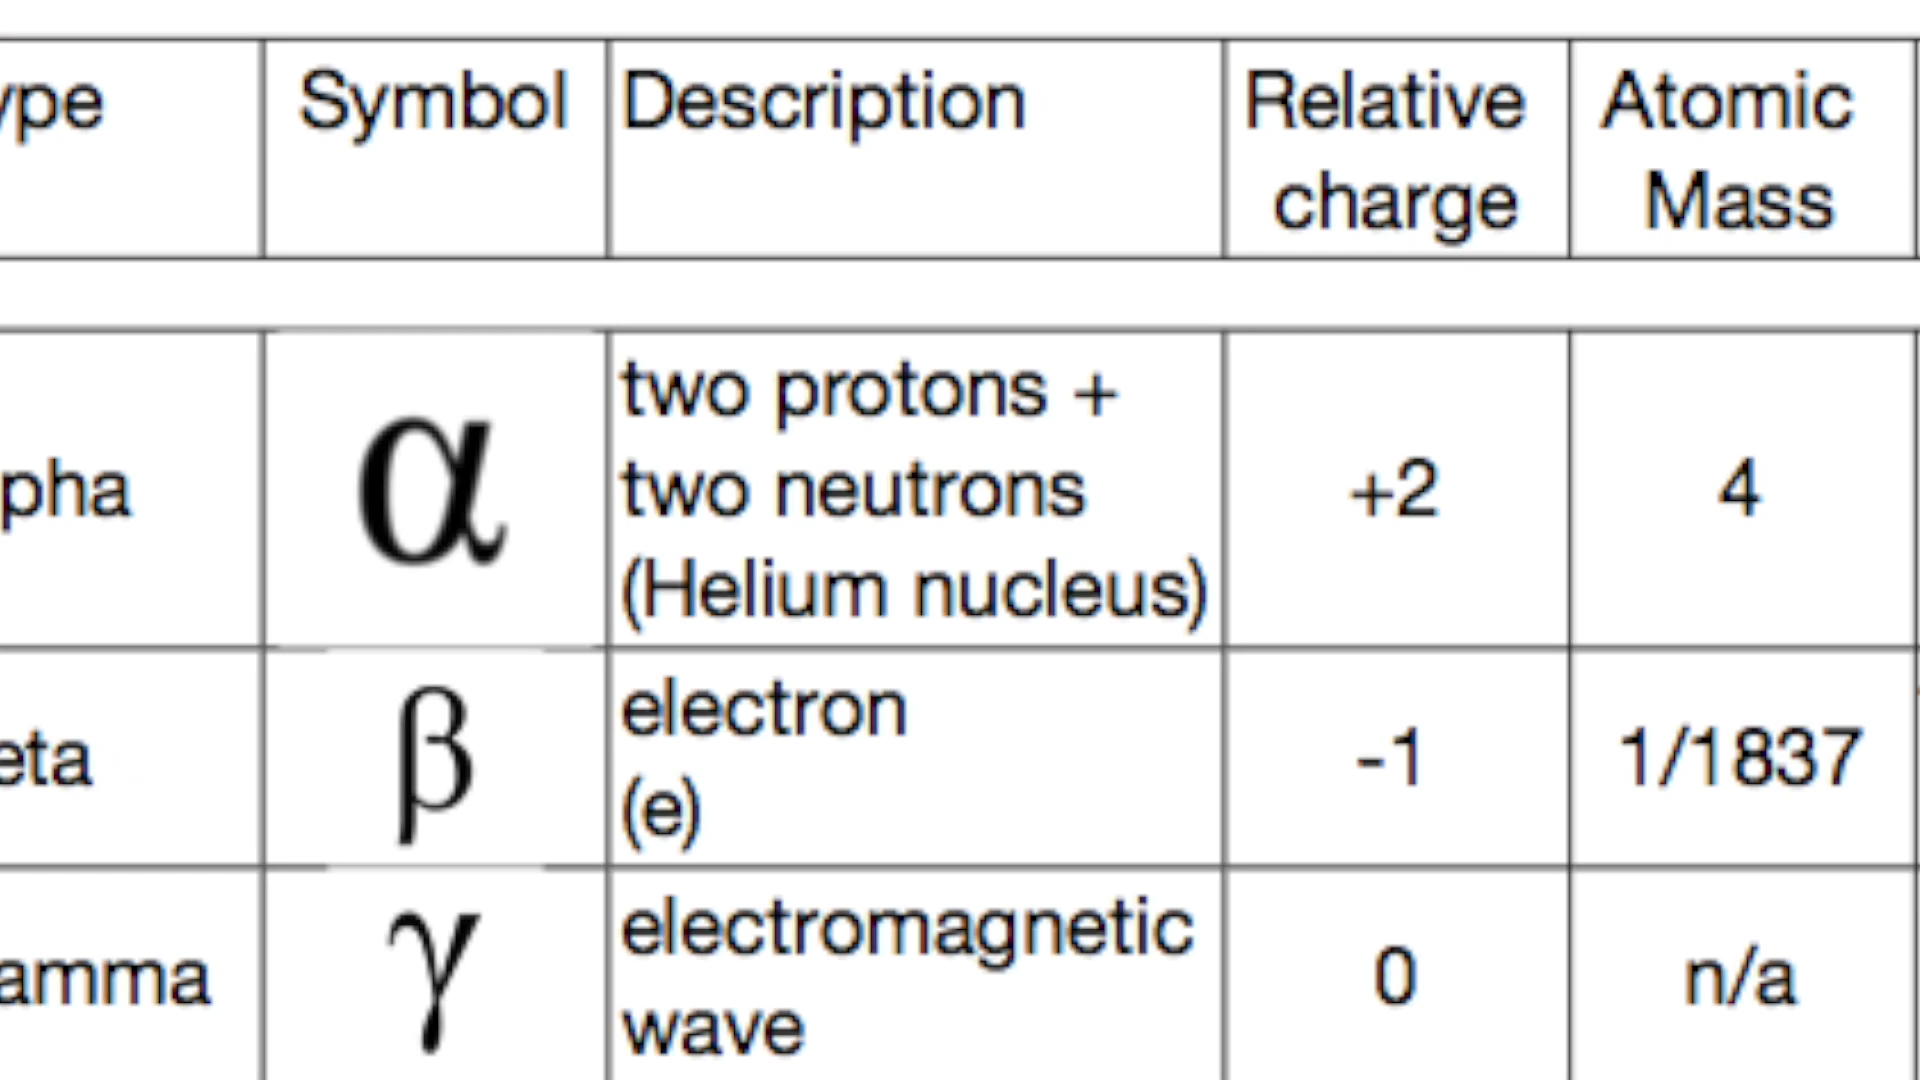 ype Symbol Description Relative charge Atomic Mass
pha α two protons + two neutrons (Helium nucleus) +2 4
eta β electron (e) -1 1/1837
amma γ electromagnetic wave 0 n/a